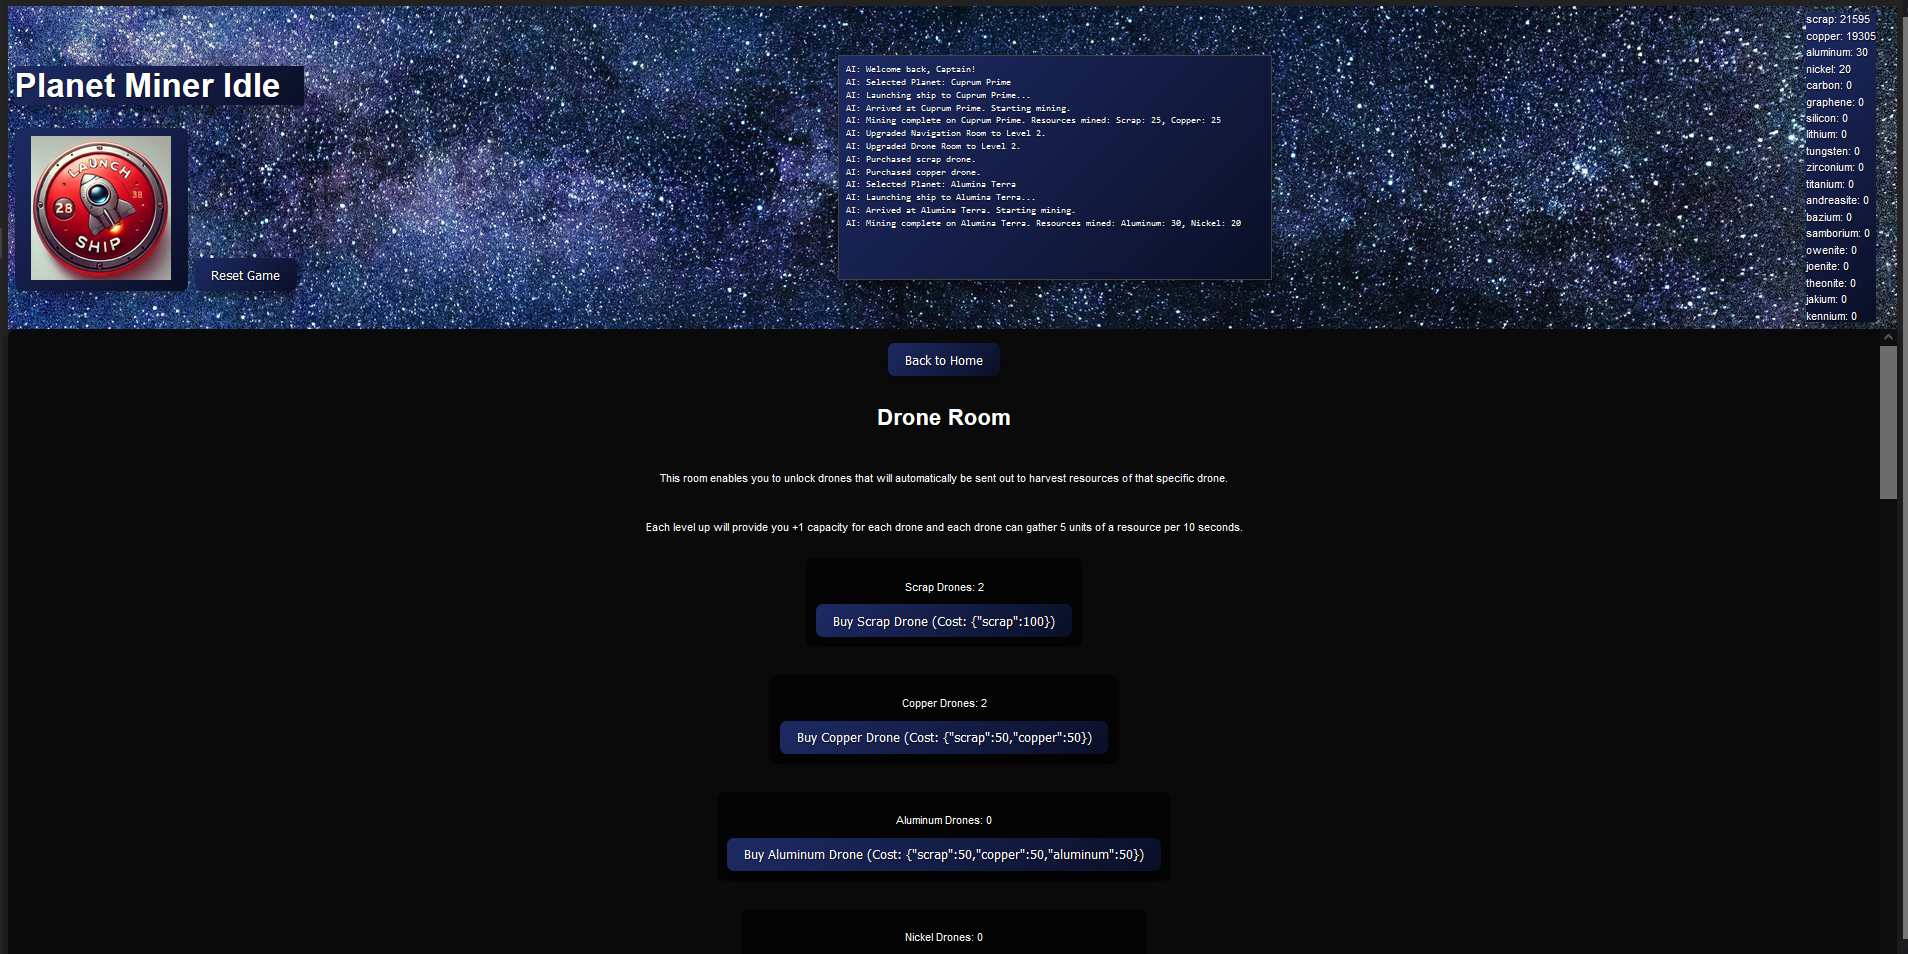 Planet Miner Idle
LAUNCH
28
38
SHIP
Reset Game
AI: Welcome back, Captain!
AI: Selected Planet: Cuprum Prime
AI: Launching ship to Cuprum Prime...
AI: Arrived at Cuprum Prime. Starting mining.
AI: Mining complete on Cuprum Prime. Resources mined: Scrap: 25, Copper: 25
AI: Upgraded Navigation Room to Level 2.
AI: Upgraded Drone Room to Level 2.
AI: Purchased scrap drone.
AI: Purchased copper drone.
AI: Selected Planet: Alumina Terra
AI: Launching ship to Alumina Terra...
AI: Arrived at Alumina Terra. Starting mining.
AI: Mining complete on Alumina Terra. Resources mined: Aluminum: 30, Nickel: 20
scrap: 21595
copper: 19305
aluminum: 30
nickel: 20
carbon: 0
graphene: 0
silicon: 0
lithium: 0
tungsten: 0
zirconium: 0
titanium: 0
andreasite: 0
bazium: 0
samborium: 0
owenite: 0
joenite: 0
theonite: 0
jakium: 0
kennium: 0
Back to Home
Drone Room
This room enables you to unlock drones that will automatically be sent out to harvest resources of that specific drone.
Each level up will provide you +1 capacity for each drone and each drone can gather 5 units of a resource per 10 seconds.
Scrap Drones: 2
Buy Scrap Drone (Cost: {"scrap":100})
Copper Drones: 2
Buy Copper Drone (Cost: {"scrap":50,"copper":50})
Aluminum Drones: 0
Buy Aluminum Drone (Cost: {"scrap":50,"copper":50,"aluminum":50})
Nickel Drones: 0